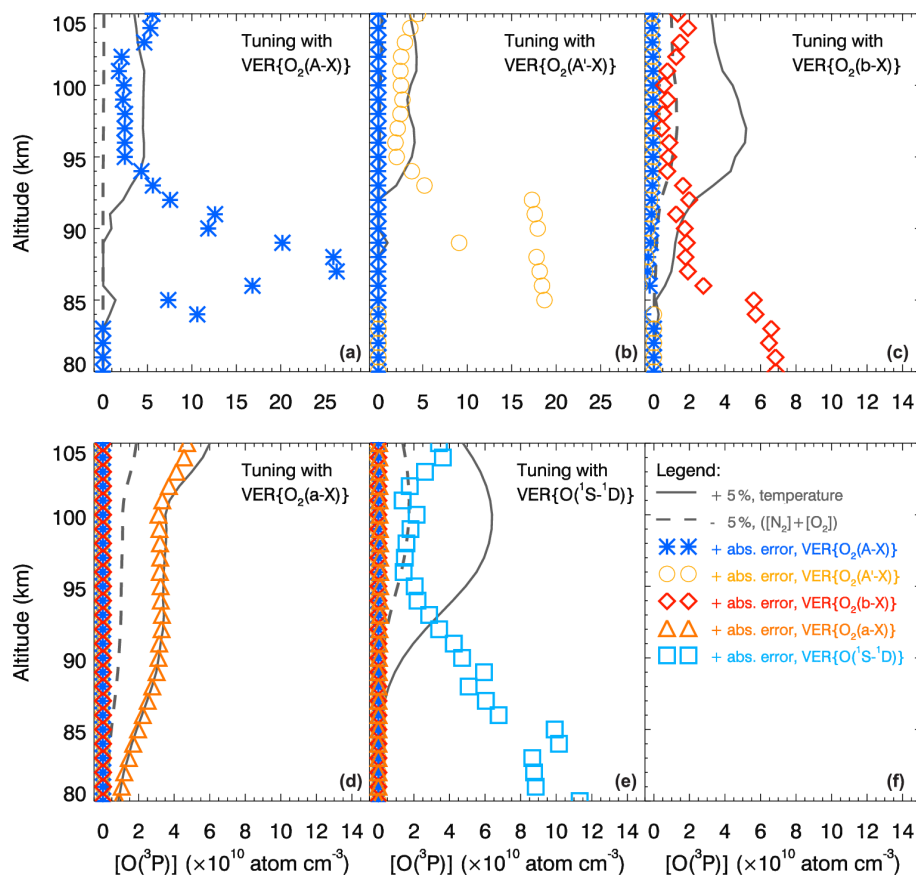 105
100
95
90
85
80
Altitude (km)
Tuning with
VER{O₂(A-X)}
(a)
0 5 10 15 20 25
Tuning with
VER{O₂(A'-X)}
(b)
0 5 10 15 20 25
Tuning with
VER{O₂(b-X)}
(c)
0 2 4 6 8 10 12 14
105
100
95
90
85
80
Altitude (km)
Tuning with
VER{O₂(a-X)}
(d)
0 2 4 6 8 10 12 14
[O(³P)] (×10¹⁰ atom cm⁻³)
Tuning with
VER{O(¹S-¹D)}
(e)
0 2 4 6 8 10 12 14
[O(³P)] (×10¹⁰ atom cm⁻³)
Legend:
+ 5%, temperature
- 5%, ([N₂]+[O₂])
+ abs. error, VER{O₂(A-X)}
+ abs. error, VER{O₂(A'-X)}
+ abs. error, VER{O₂(b-X)}
+ abs. error, VER{O₂(a-X)}
+ abs. error, VER{O(¹S-¹D)}
(f)
0 2 4 6 8 10 12 14
[O(³P)] (×10¹⁰ atom cm⁻³)